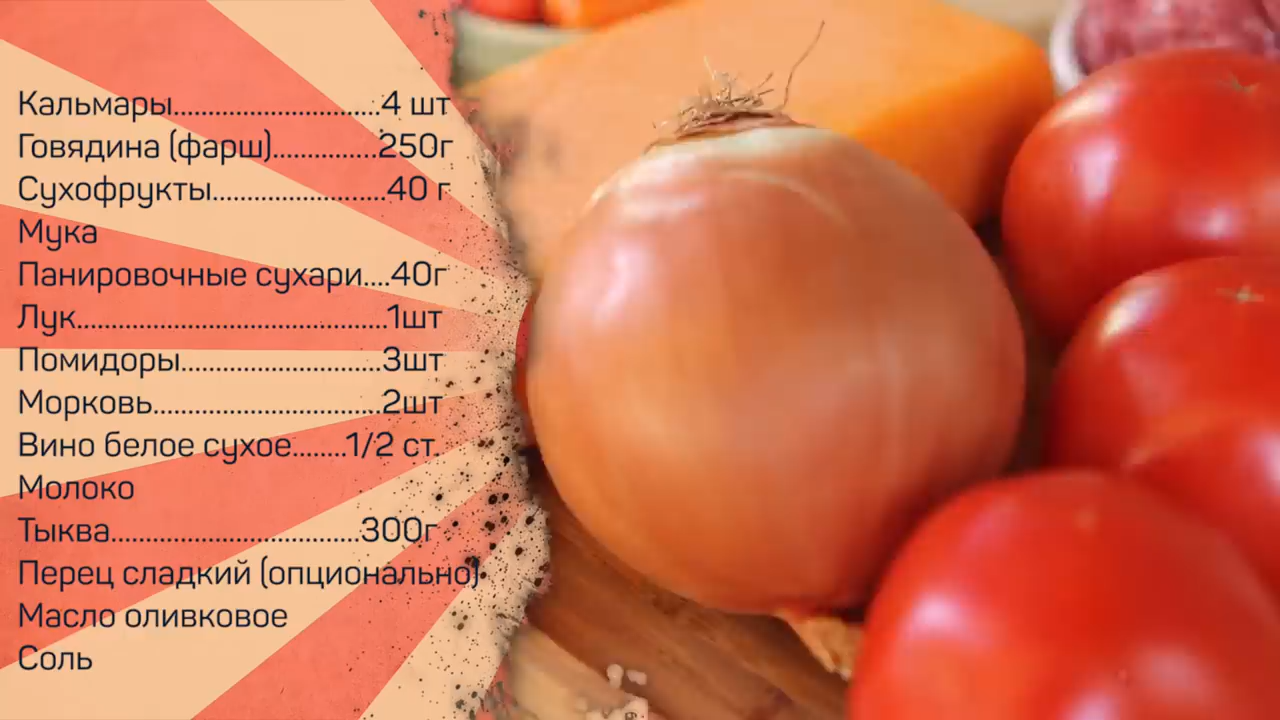 Кальмары..............................4 шт
Говядина (фарш)...............250г
Сухофрукты.........................40 г
Мука
Панировочные сухари....40г
Лук.............................................1шт
Помидоры.............................3шт
Морковь.................................2шт
Вино белое сухое........1/2 ст.
Молоко
Тыква....................................300г
Перец сладкий (опционально)
Масло оливковое
Соль